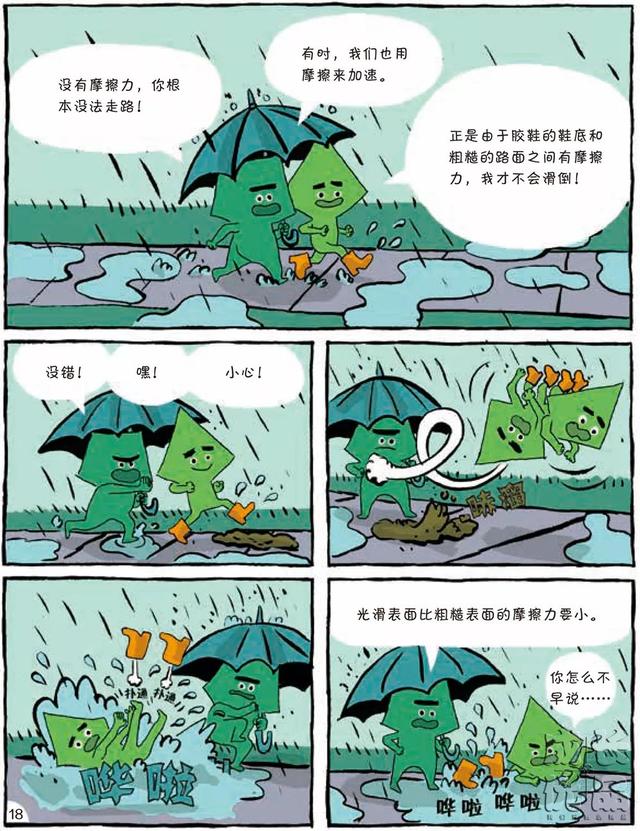 没有摩擦力，你根
本没法走路！
有时，我们也用
摩擦来加速。
正是由于胶鞋的鞋底和
粗糙的路面之间有摩擦
力，我才不会滑倒！
没错！
嘿！
小心！
哧溜
扑通
扑通
哗啦
光滑表面比粗糙表面的摩擦力要小。
你怎么不
早说……
哗啦
哗啦
18